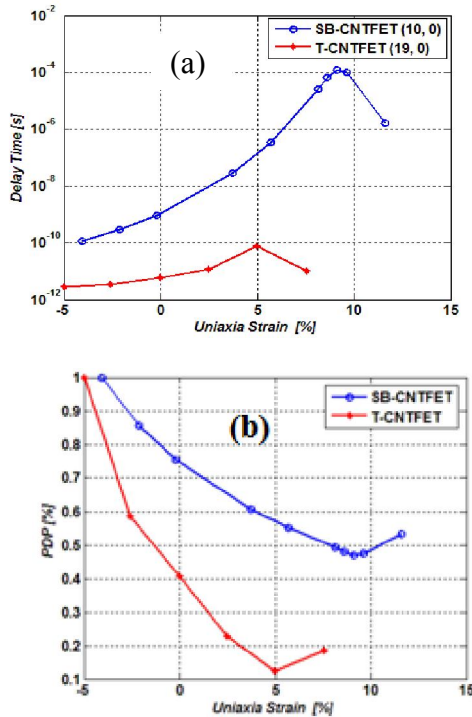 SB-CNTFET (10, 0)
T-CNTFET (19, 0)
(a)
Delay Time [s]
10⁻²
10⁻⁴
10⁻⁶
10⁻⁸
10⁻¹⁰
10⁻¹²
-5 0 5 10 15
Uniaxia Strain [%]
SB-CNTFET
T-CNTFET
(b)
PDP [%]
1
0.9
0.8
0.7
0.6
0.5
0.4
0.3
0.2
0.1
-5 0 5 10 15
Uniaxia Strain [%]